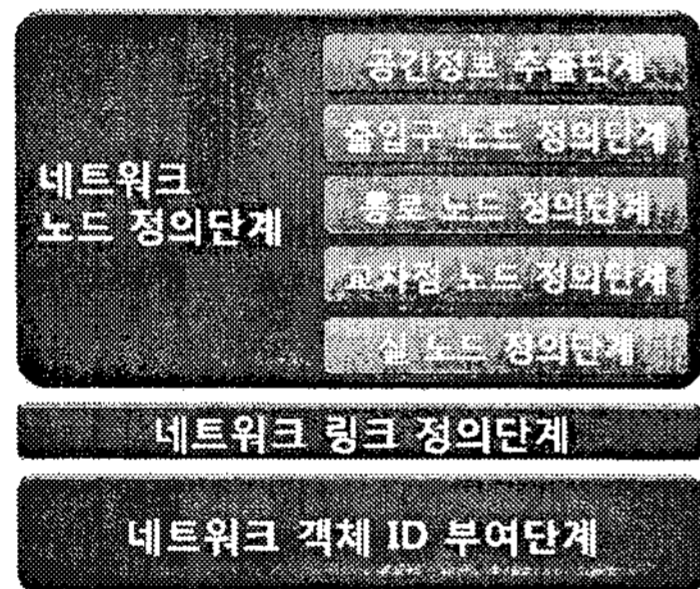 네트워크
노드 정의단계
공간정보 추출단계
출입구 노드 정의단계
통로 노드 정의단계
교차점 노드 정의단계
실 노드 정의단계
네트워크 링크 정의단계
네트워크 객체 ID 부여단계